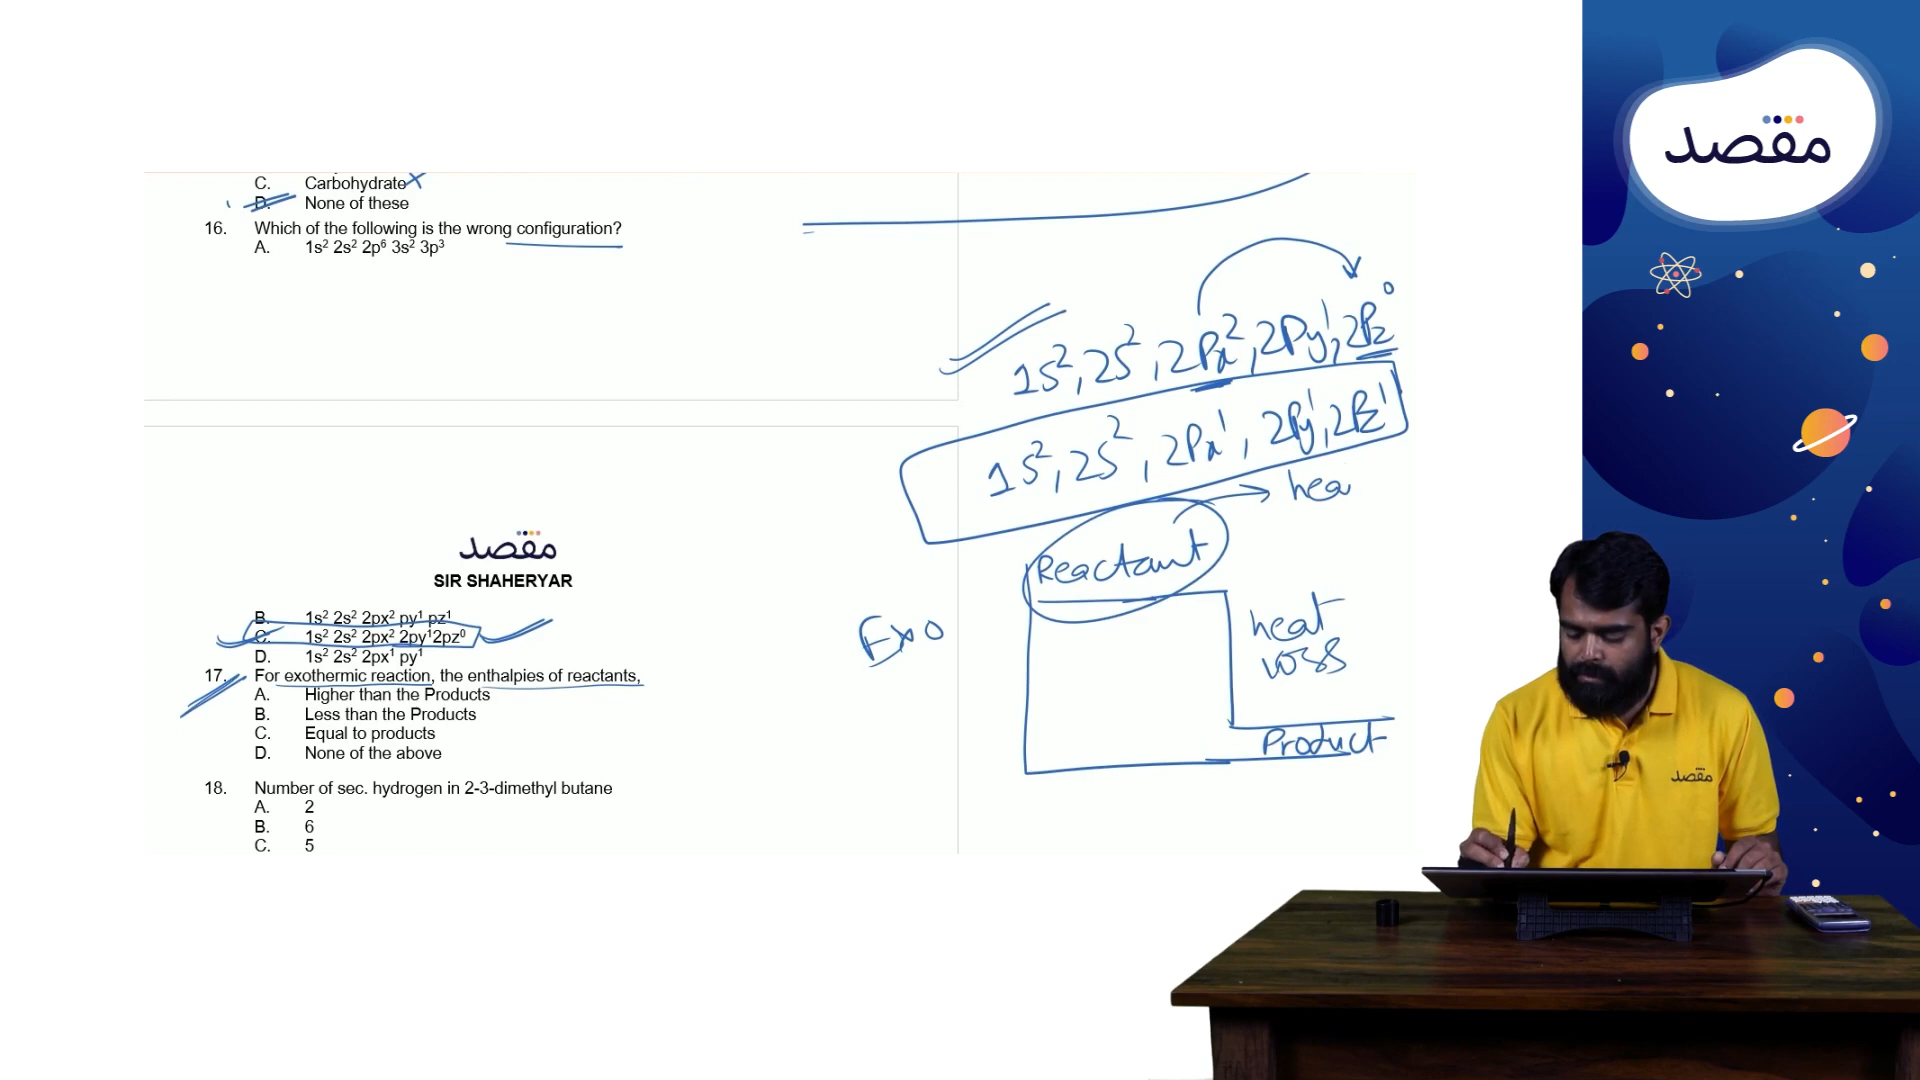 C. Carbohydrate
D. None of these
16. Which of the following is the wrong configuration?
A. 1s² 2s² 2p⁶ 3s² 3p³
مقصد
SIR SHAHERYAR
B. 1s² 2s² 2px² py¹ pz¹
C. 1s² 2s² 2px² 2py¹2pz⁰
D. 1s² 2s² 2px¹ py¹
17. For exothermic reaction, the enthalpies of reactants,
A. Higher than the Products
B. Less than the Products
C. Equal to products
D. None of the above
18. Number of sec. hydrogen in 2-3-dimethyl butane
A. 2
B. 6
C. 5
1s², 2s², 2Px², 2Py¹, 2Pz⁰
1s², 2s², 2Px¹, 2Py¹, 2Pz¹
hea
Reactant
Exo
heat
loss
Product
مقصد
مقصد